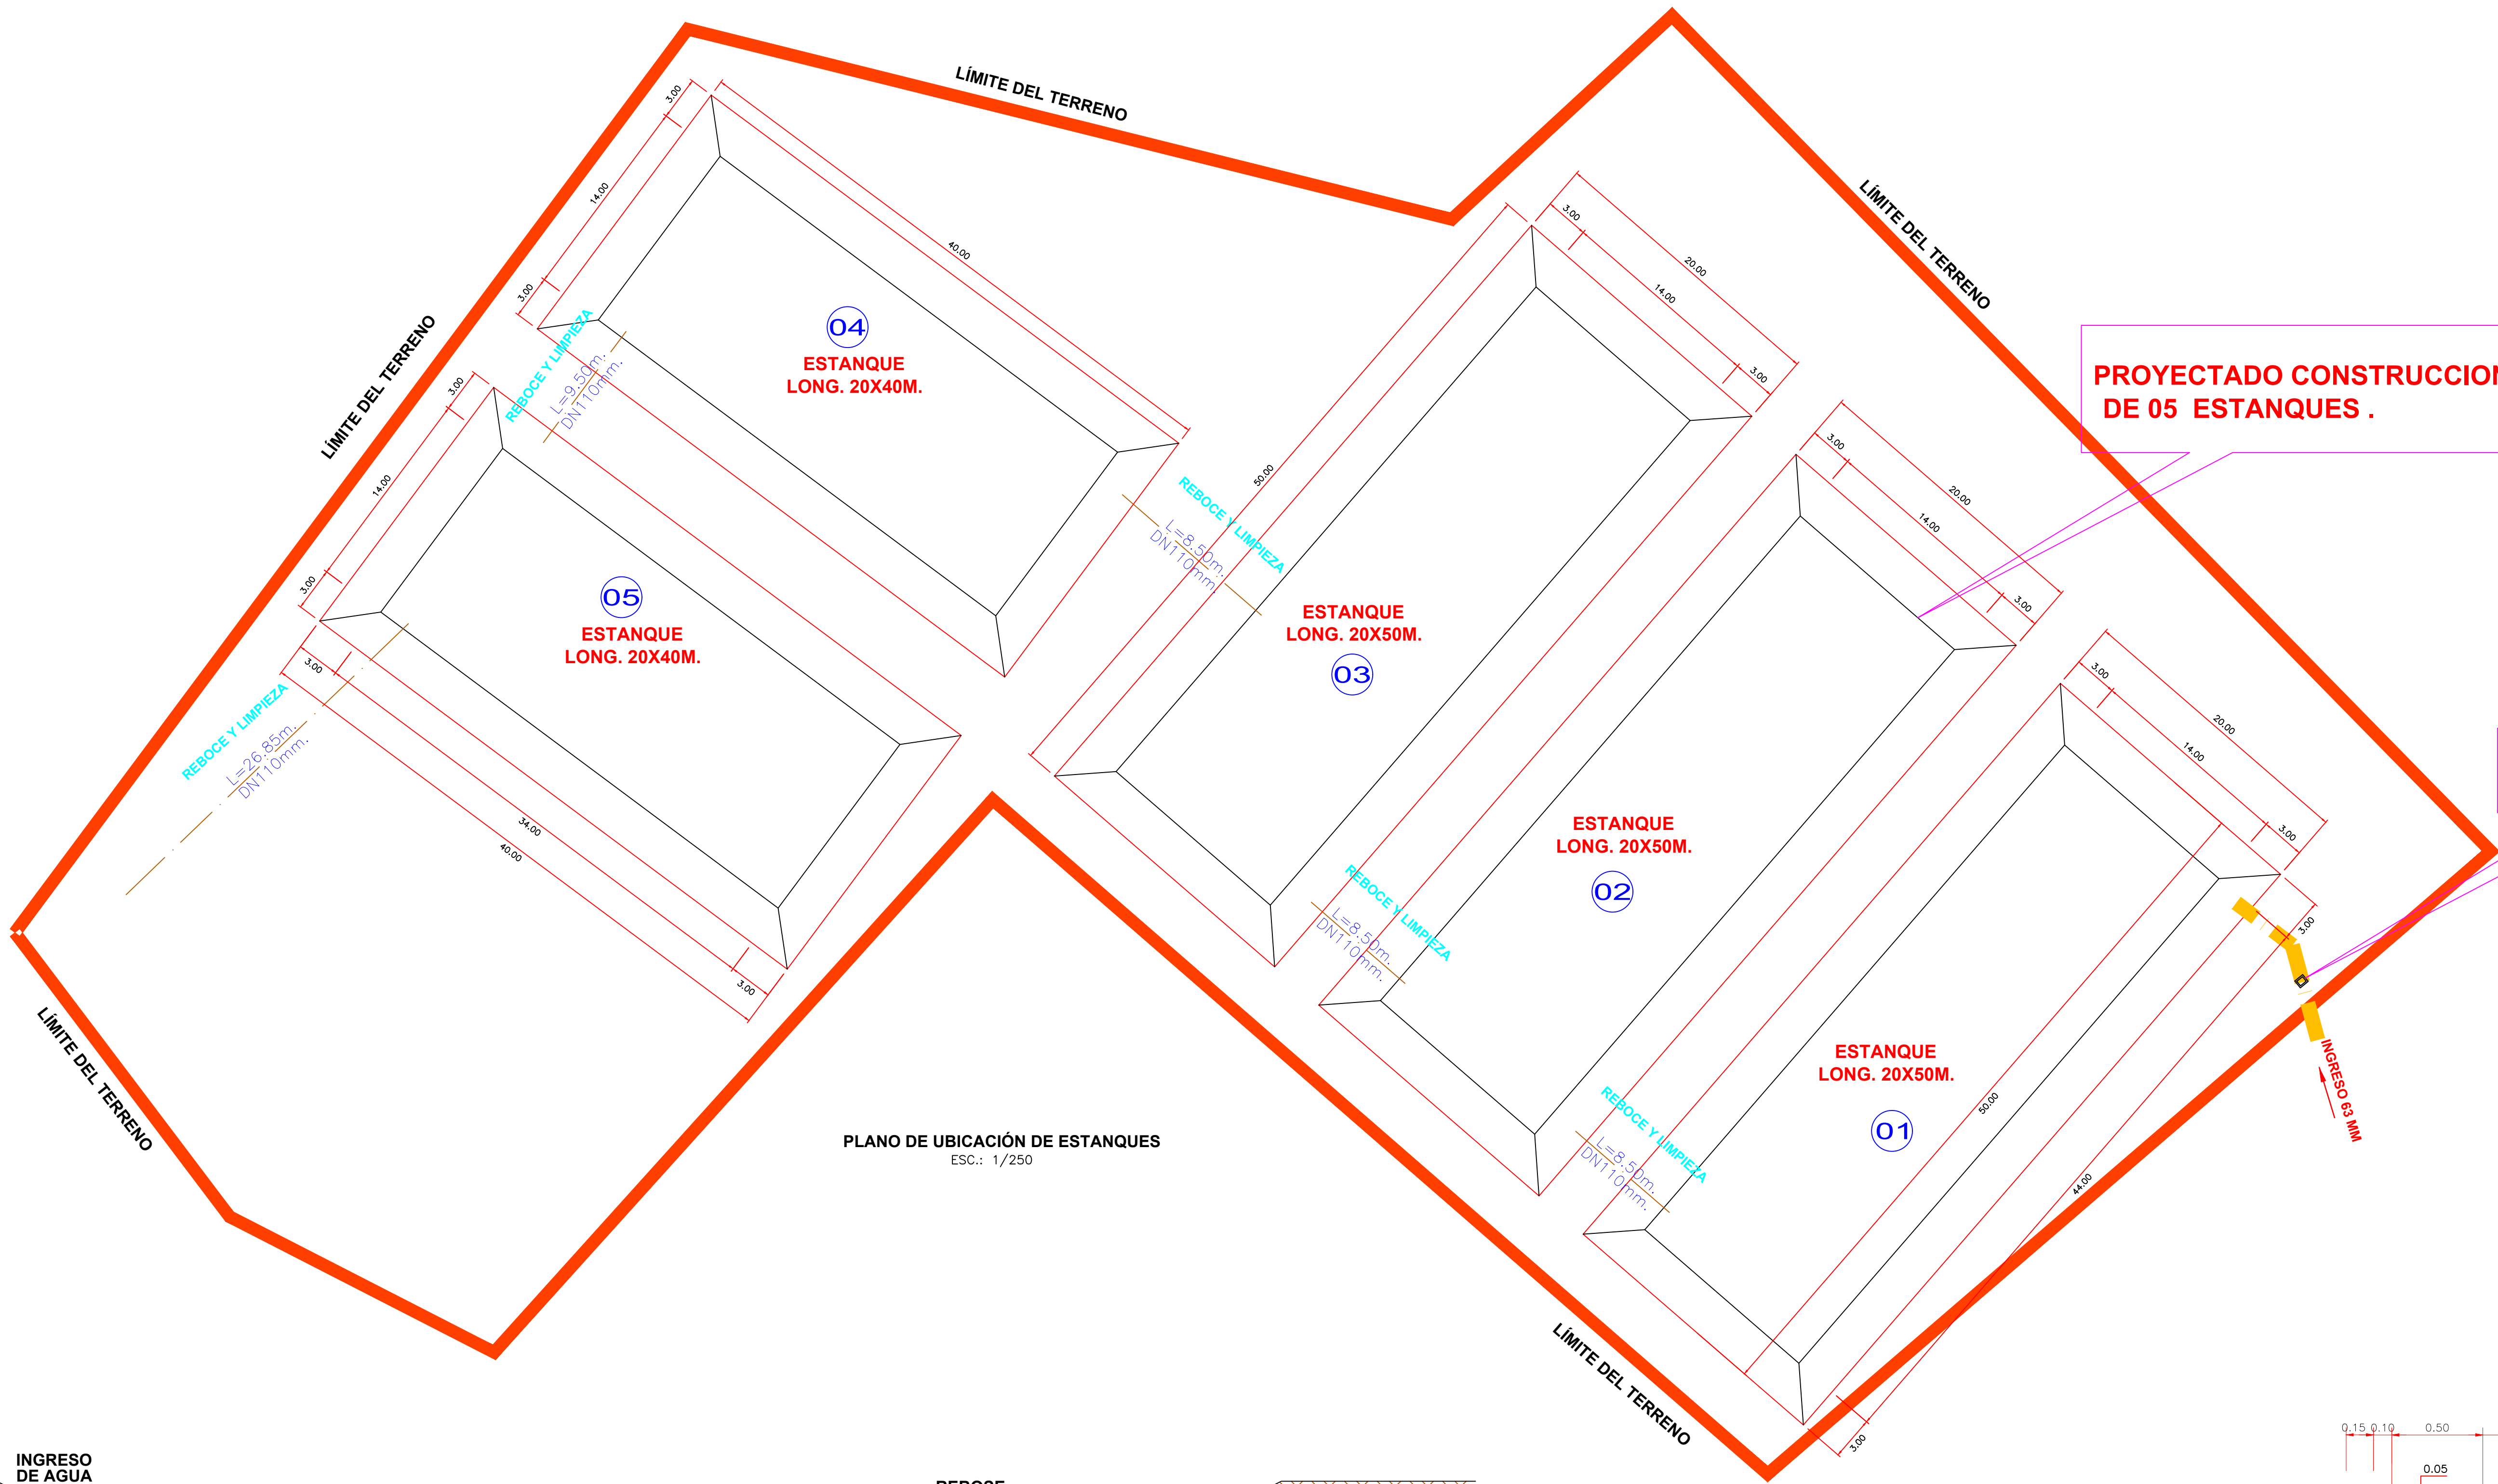 LÍMITE DEL TERRENO
LÍMITE DEL TERRENO
LÍMITE DEL TERRENO
LÍMITE DEL TERRENO
LÍMITE DEL TERRENO
3.00
14.00
3.00
40.00
04
ESTANQUE
LONG. 20X40M.
REBOCE Y LIMPIEZA
L=9.50m.
DN110mm.
3.00
14.00
3.00
05
ESTANQUE
LONG. 20X40M.
3.00
34.00
3.00
40.00
REBOCE Y LIMPIEZA
L=26.85m.
DN110mm.
REBOCE Y LIMPIEZA
L=8.50m.
DN110mm.
50.00
3.00
14.00
3.00
20.00
ESTANQUE
LONG. 20X50M.
03
PROYECTADO CONSTRUCCION
DE 05 ESTANQUES .
3.00
14.00
3.00
20.00
ESTANQUE
LONG. 20X50M.
02
REBOCE Y LIMPIEZA
L=8.50m.
DN110mm.
3.00
14.00
3.00
20.00
ESTANQUE
LONG. 20X50M.
01
REBOCE Y LIMPIEZA
L=8.50m.
DN110mm.
50.00
3.00
44.00
3.00
INGRESO 63 MM
PLANO DE UBICACIÓN DE ESTANQUES
ESC.: 1/250
INGRESO
DE AGUA
0.15 0.10 0.50
0.05